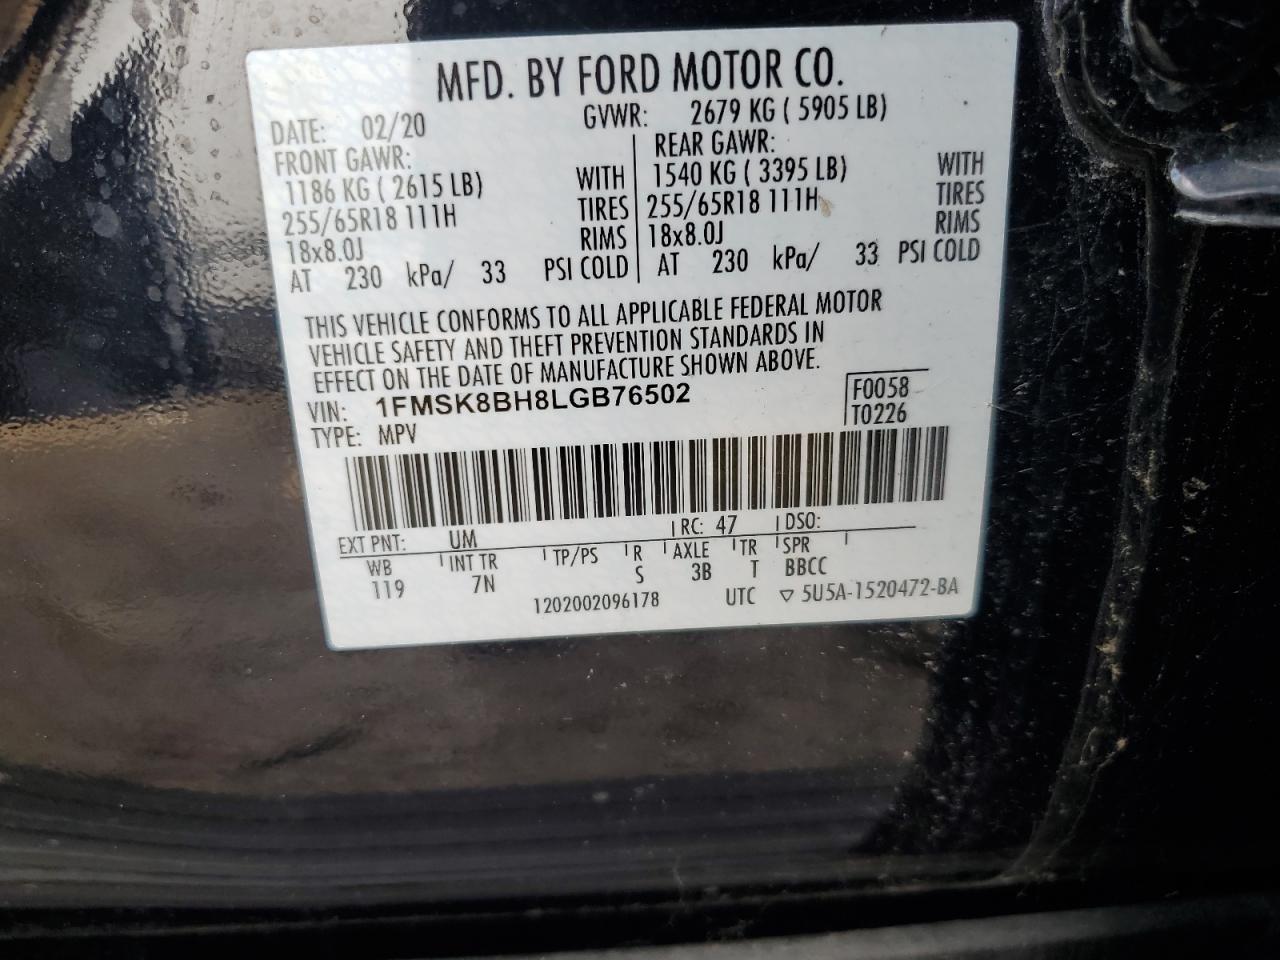 MFD. BY FORD MOTOR CO.
DATE: 02/20 GVWR: 2679 KG ( 5905 LB)
FRONT GAWR: REAR GAWR:
1186 KG ( 2615 LB) WITH 1540 KG ( 3395 LB) WITH
255/65R18 111H TIRES 255/65R18 111H TIRES
18x8.0J RIMS 18x8.0J RIMS
AT 230 kPa/ 33 PSI COLD AT 230 kPa/ 33 PSI COLD
THIS VEHICLE CONFORMS TO ALL APPLICABLE FEDERAL MOTOR
VEHICLE SAFETY AND THEFT PREVENTION STANDARDS IN
EFFECT ON THE DATE OF MANUFACTURE SHOWN ABOVE.
VIN: 1FMSK8BH8LGB76502 F0058
TYPE: MPV T0226
EXT PNT: UM RC: 47 DSO:
WB INT TR TP/PS R AXLE TR SPR
119 7N S 3B T BBCC
1202002096178 UTC ▽ 5U5A-1520472-BA